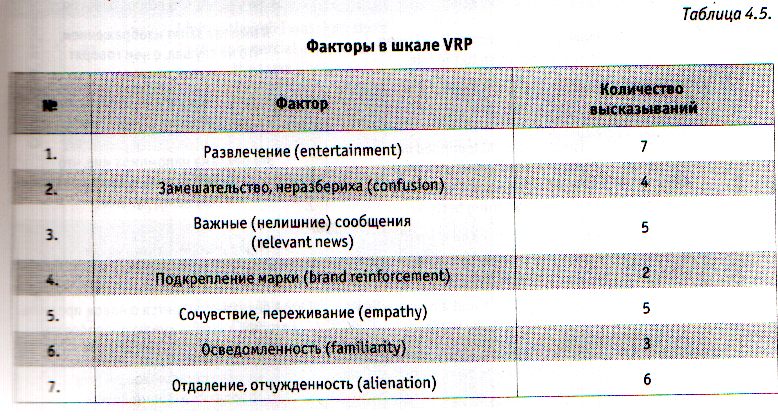 Таблица 4.5.
Факторы в шкале VRP
№ Фактор Количество
высказываний
1. Развлечение (entertainment) 7
2. Замешательство, неразбериха (confusion) 4
3. Важные (нелишние) сообщения
(relevant news) 5
4. Подкрепление марки (brand reinforcement) 2
5. Сочувствие, переживание (empathy) 5
6. Осведомленность (familiarity) 3
7. Отдаление, отчужденность (alienation) 6